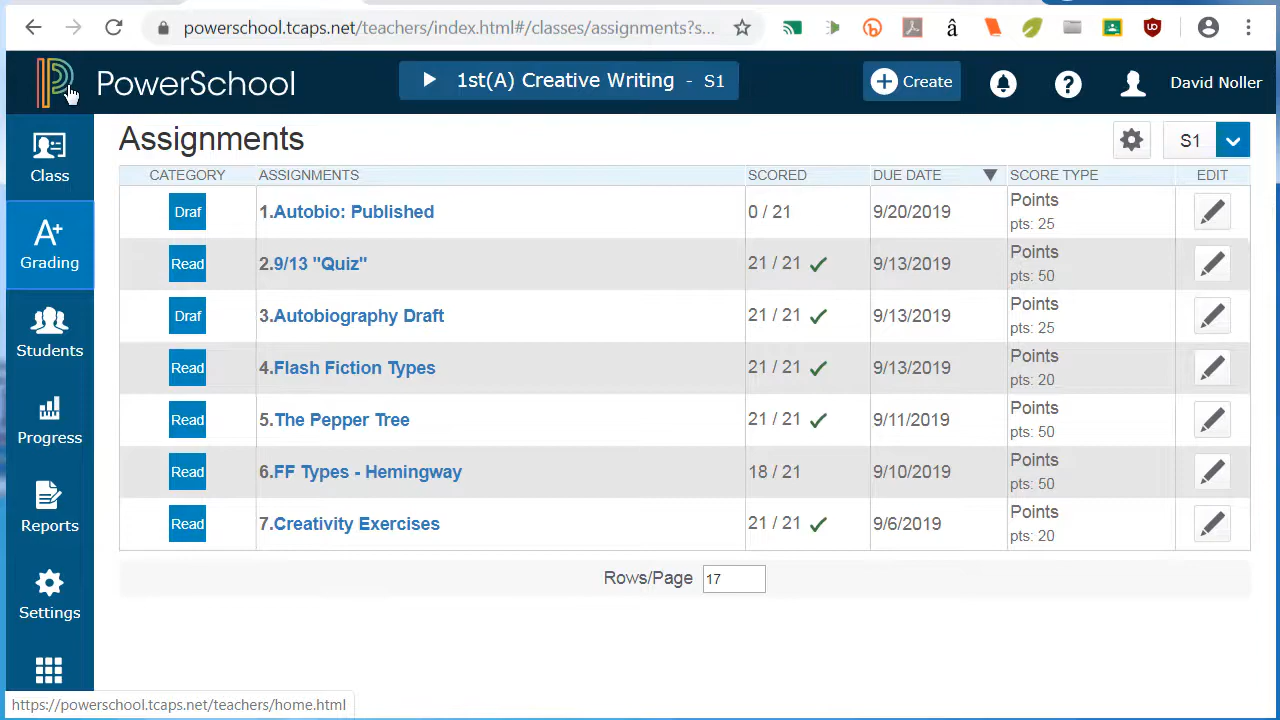 powerschool.tcaps.net/teachers/index.html#/classes/assignments?s...
PowerSchool
1st(A) Creative Writing - S1
Create
David Noller
Class
Grading
Students
Progress
Reports
Settings
Assignments
S1
CATEGORY ASSIGNMENTS SCORED DUE DATE SCORE TYPE EDIT
Draf 1.Autobio: Published 0 / 21 9/20/2019 Points
pts: 25
Read 2.9/13 "Quiz" 21 / 21 9/13/2019 Points
pts: 50
Draf 3.Autobiography Draft 21 / 21 9/13/2019 Points
pts: 25
Read 4.Flash Fiction Types 21 / 21 9/13/2019 Points
pts: 20
Read 5.The Pepper Tree 21 / 21 9/11/2019 Points
pts: 50
Read 6.FF Types - Hemingway 18 / 21 9/10/2019 Points
pts: 50
Read 7.Creativity Exercises 21 / 21 9/6/2019 Points
pts: 20
Rows/Page 17
https://powerschool.tcaps.net/teachers/home.html